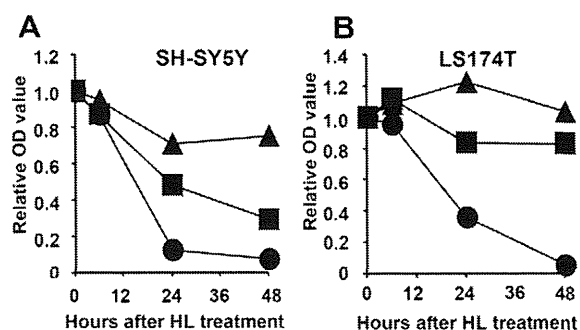 A
SH-SY5Y
Relative OD value
1.2
1.0
0.8
0.6
0.4
0.2
0
0 12 24 36 48
Hours after HL treatment
B
LS174T
Relative OD value
1.4
1.2
1.0
0.8
0.6
0.4
0.2
0
0 12 24 36 48
Hours after HL treatment